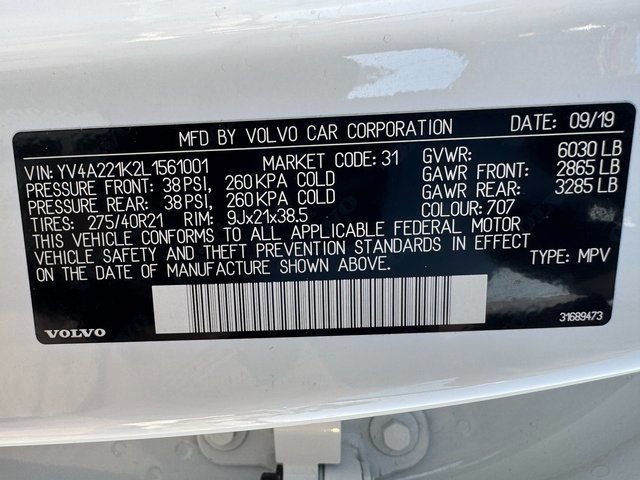 MFD BY VOLVO CAR CORPORATION DATE: 09/19
VIN: YV4A221K2L1561001 MARKET CODE: 31 GVWR: 6030 LB
PRESSURE FRONT: 38 PSI, 260 KPA COLD GAWR FRONT: 2865 LB
PRESSURE REAR: 38 PSI, 260 KPA COLD GAWR REAR: 3285 LB
TIRES: 275/40R21 RIM: 9Jx21x38.5 COLOUR: 707
THIS VEHICLE CONFORMS TO ALL APPLICABLE FEDERAL MOTOR
VEHICLE SAFETY AND THEFT PREVENTION STANDARDS IN EFFECT
ON THE DATE OF MANUFACTURE SHOWN ABOVE. TYPE: MPV
VOLVO 31689473